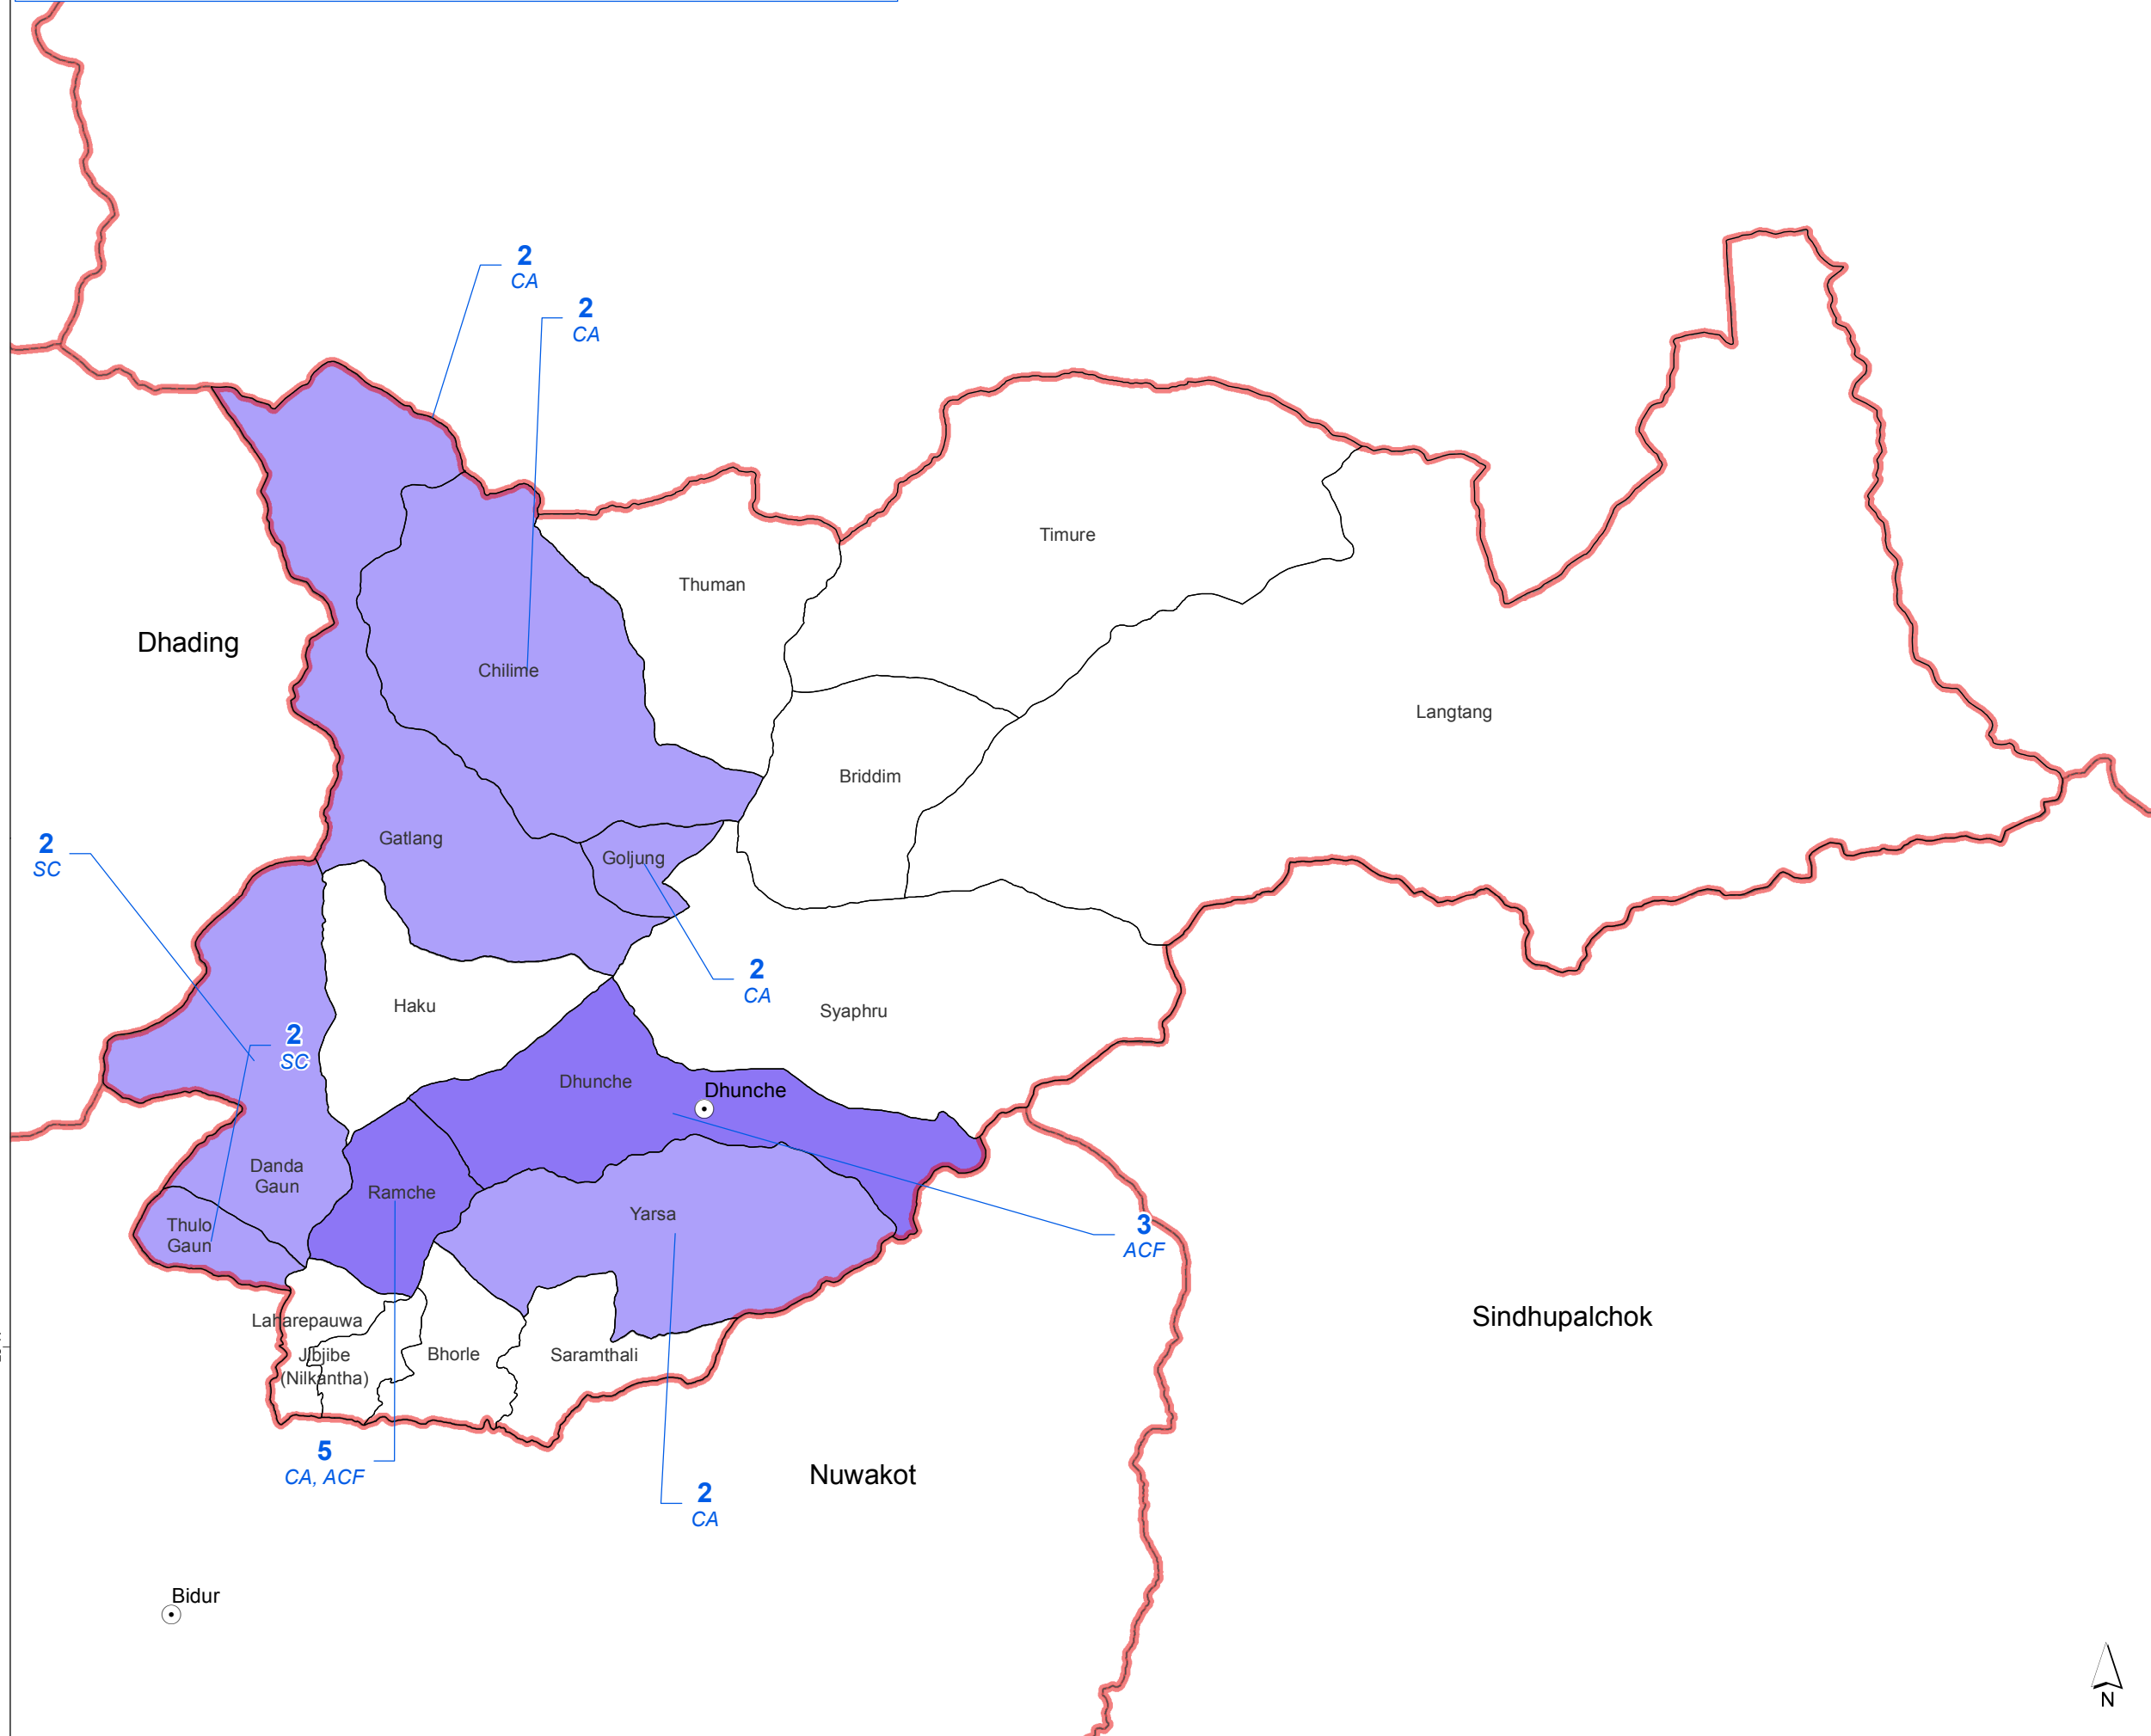 2
CA
2
CA
Timure
Thuman
Dhading
Chilime
Langtang
Briddim
Gatlang
2
SC
Goljung
2
CA
Haku
Syaphru
2
SC
Dhunche
Dhunche
Danda
Gaun
Ramche
Yarsa
Thulo
Gaun
3
ACF
Laharepauwa
Jibjibe
(Nilkantha)
Bhorle
Saramthali
Sindhupalchok
5
CA, ACF
Nuwakot
2
CA
Bidur
N